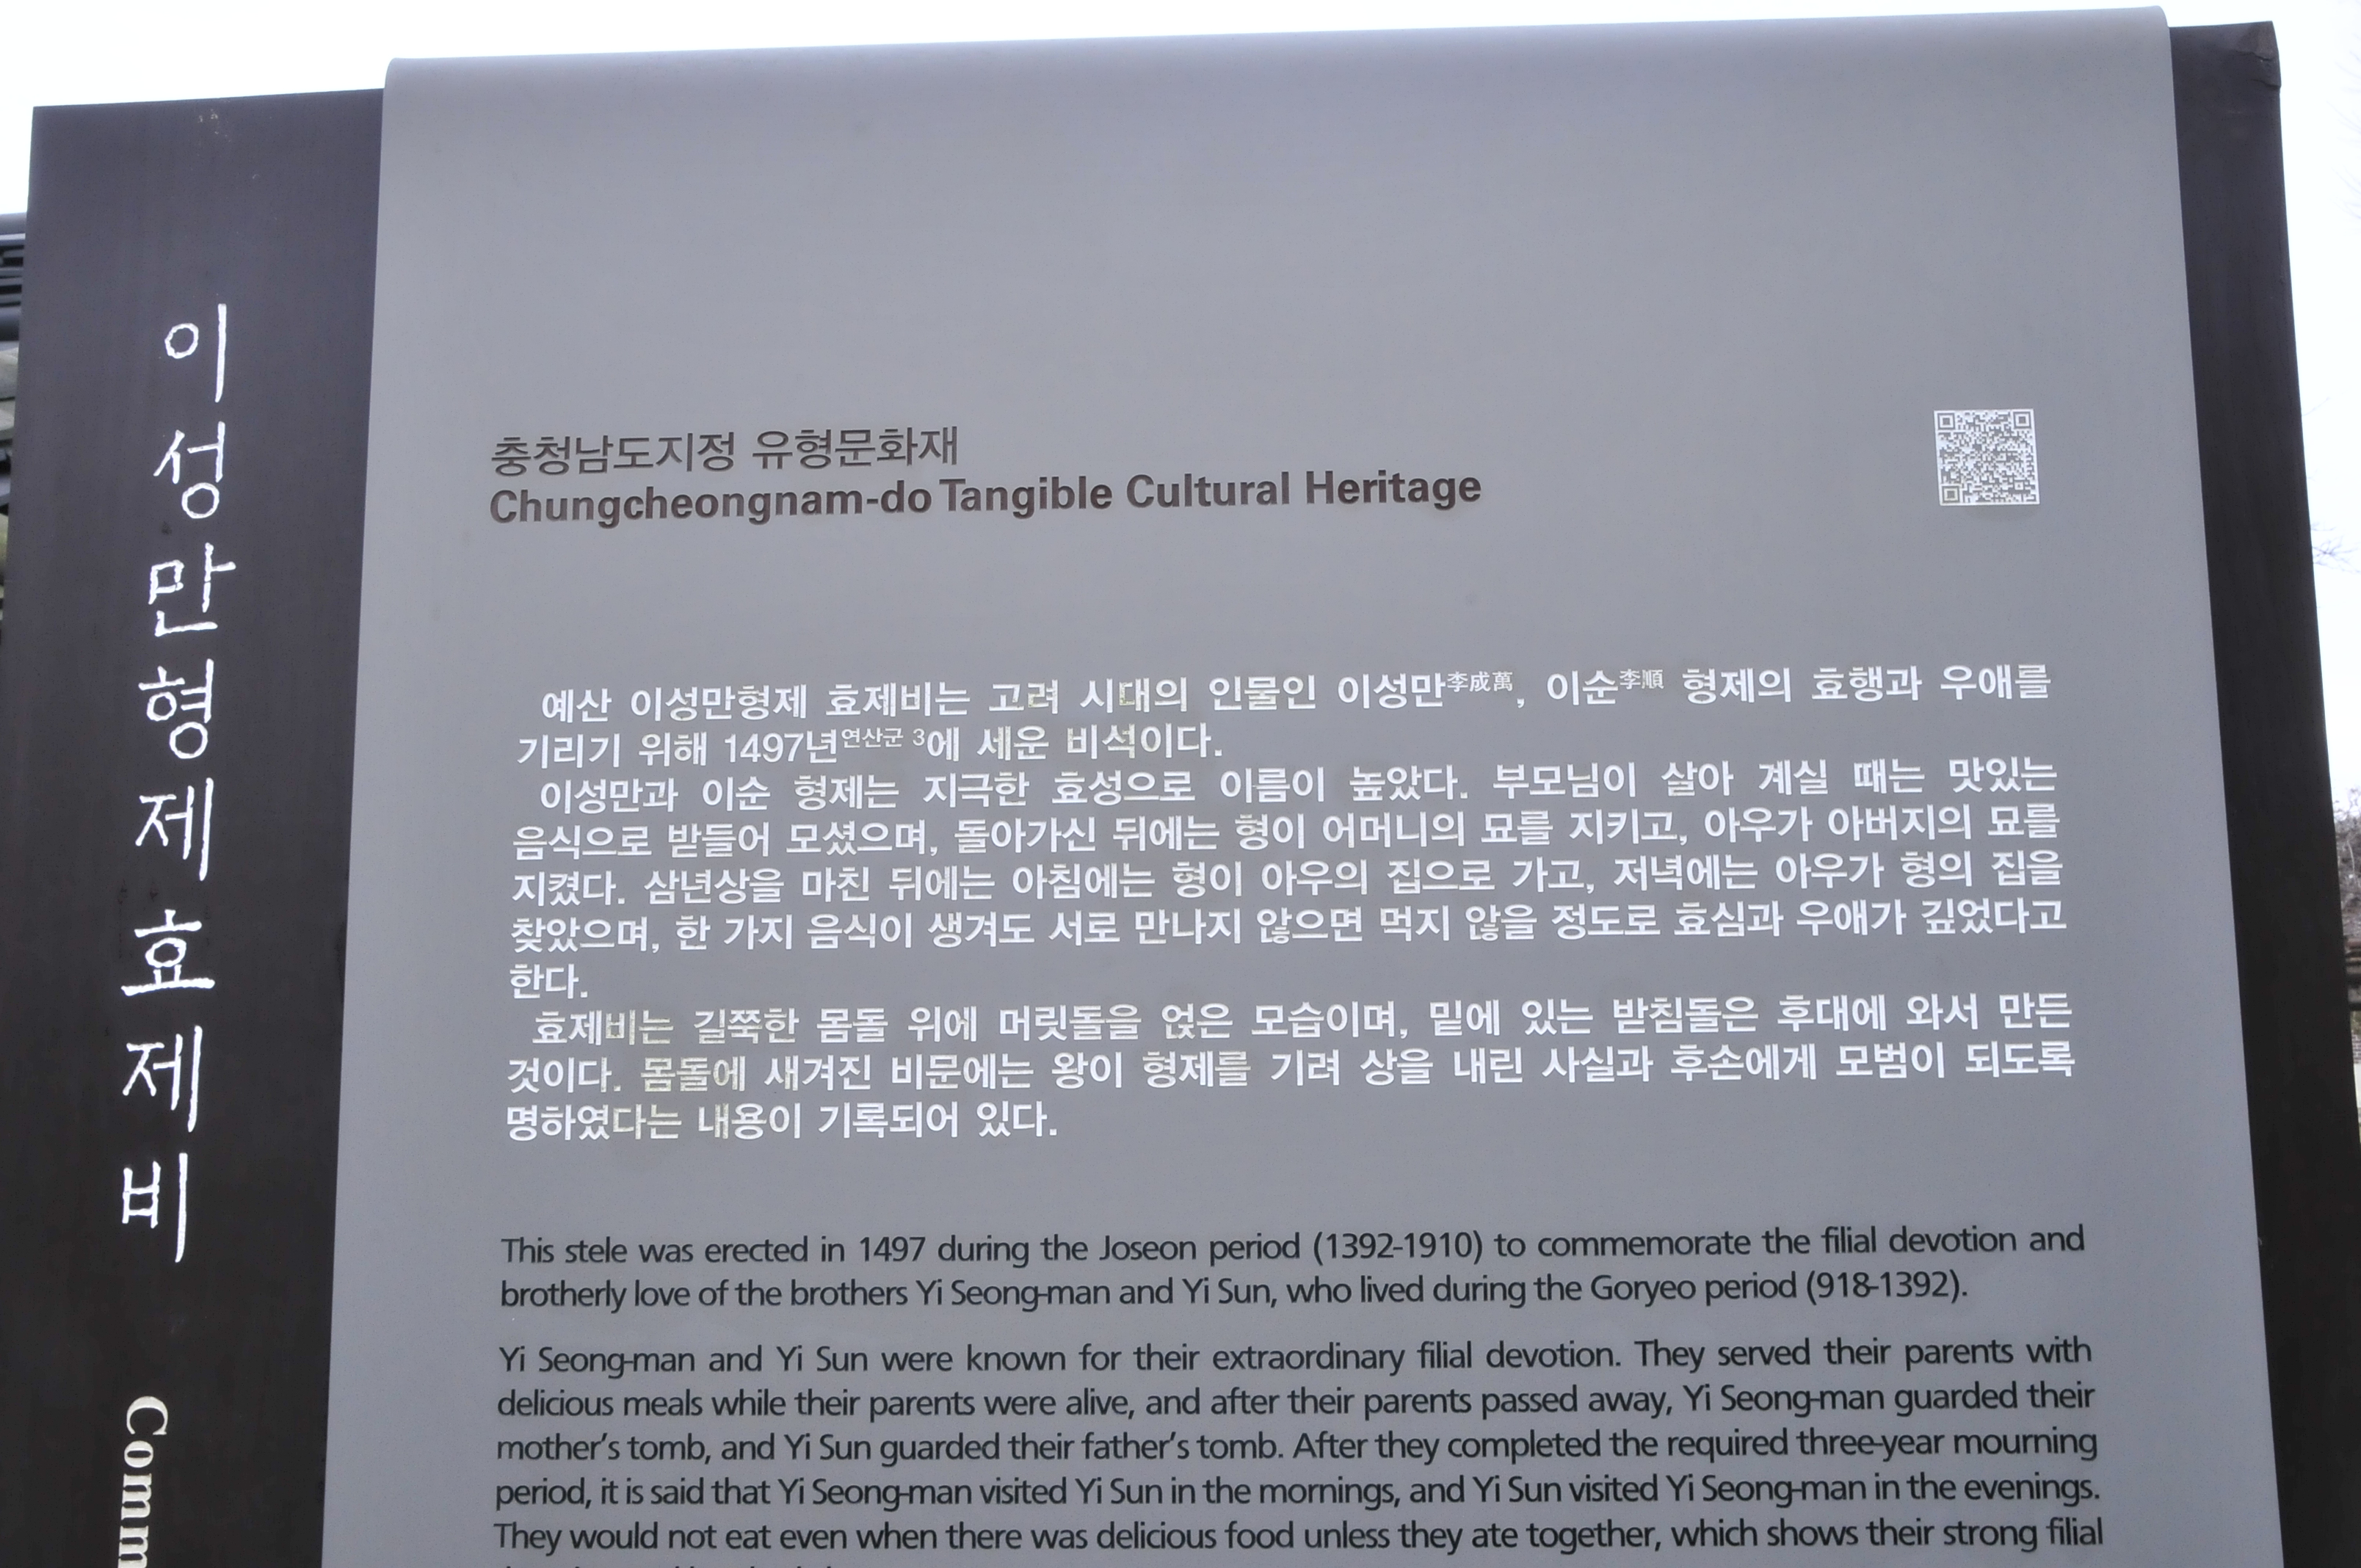 이성만형제효제비
Comm
충청남도지정 유형문화재
Chungcheongnam-do Tangible Cultural Heritage
예산 이성만형제 효제비는 고려 시대의 인물인 이성만李成萬, 이순李順 형제의 효행과 우애를
기리기 위해 1497년연산군 3에 세운 비석이다.
이성만과 이순 형제는 지극한 효성으로 이름이 높았다. 부모님이 살아 계실 때는 맛있는
음식으로 받들어 모셨으며, 돌아가신 뒤에는 형이 어머니의 묘를 지키고, 아우가 아버지의 묘를
지켰다. 삼년상을 마친 뒤에는 아침에는 형이 아우의 집으로 가고, 저녁에는 아우가 형의 집을
찾았으며, 한 가지 음식이 생겨도 서로 만나지 않으면 먹지 않을 정도로 효심과 우애가 깊었다고
한다.
효제비는 길쭉한 몸돌 위에 머릿돌을 얹은 모습이며, 밑에 있는 받침돌은 후대에 와서 만든
것이다. 몸돌에 새겨진 비문에는 왕이 형제를 기려 상을 내린 사실과 후손에게 모범이 되도록
명하였다는 내용이 기록되어 있다.
This stele was erected in 1497 during the Joseon period (1392-1910) to commemorate the filial devotion and
brotherly love of the brothers Yi Seong-man and Yi Sun, who lived during the Goryeo period (918-1392).
Yi Seong-man and Yi Sun were known for their extraordinary filial devotion. They served their parents with
delicious meals while their parents were alive, and after their parents passed away, Yi Seong-man guarded their
mother's tomb, and Yi Sun guarded their father's tomb. After they completed the required three-year mourning
period, it is said that Yi Seong-man visited Yi Sun in the mornings, and Yi Sun visited Yi Seong-man in the evenings.
They would not eat even when there was delicious food unless they ate together, which shows their strong filial